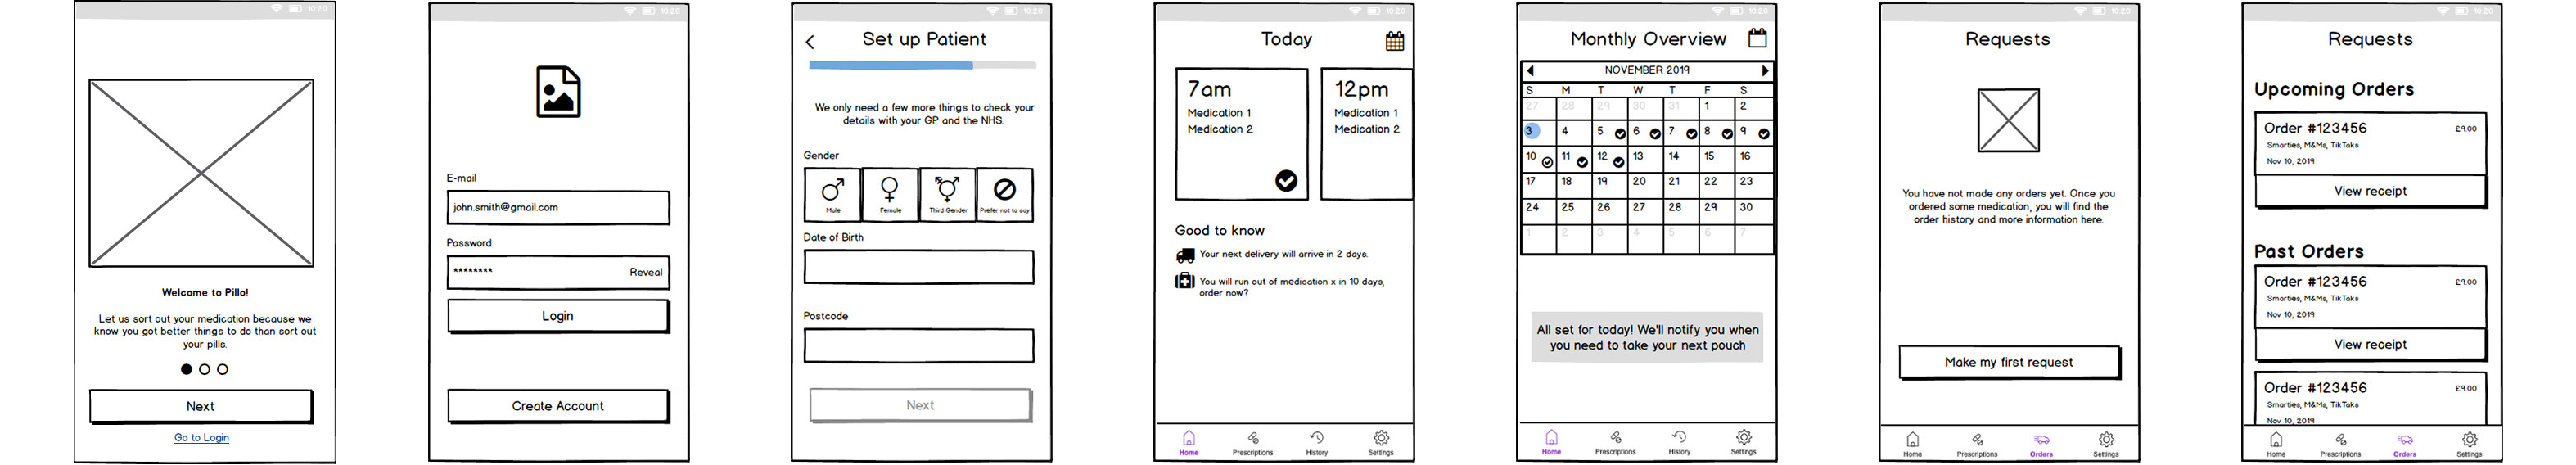 10:20
Welcome to Pillo!
Let us sort out your medication because we
know you got better things to do than sort out
your pills.
Next
Go to Login
10:20
E-mail
john.smith@gmail.com
Password
********
Reveal
Login
Create Account
10:20
Set up Patient
We only need a few more things to check your
details with your GP and the NHS.
Gender
Male Female Third Gender Prefer not to say
Date of Birth
Postcode
Next
10:20
Today
7am
Medication 1
Medication 2
12pm
Medication 1
Medication 2
Good to know
Your next delivery will arrive in 2 days.
You will run out of medication x in 10 days,
order now?
Home Prescriptions History Settings
10:20
Monthly Overview
NOVEMBER 2019
S M T W T F S
27 28 29 30 31 1 2
3 4 5 6 7 8 9
10 11 12 13 14 15 16
17 18 19 20 21 22 23
24 25 26 27 28 29 30
1 2 3 4 5 6 7
All set for today! We'll notify you when
you need to take your next pouch
Home Prescriptions History Settings
10:20
Requests
You have not made any orders yet. Once you
ordered some medication, you will find the
order history and more information here.
Make my first request
Home Prescriptions Orders Settings
10:20
Requests
Upcoming Orders
Order #123456 £9.00
Smarties, M&Ms, TikTaks
Nov 10, 2019
View receipt
Past Orders
Order #123456 £9.00
Smarties, M&Ms, TikTaks
Nov 10, 2019
View receipt
Order #123456 £9.00
Smarties, M&Ms, TikTaks
Nov 10, 2019
Home Prescriptions Orders Settings